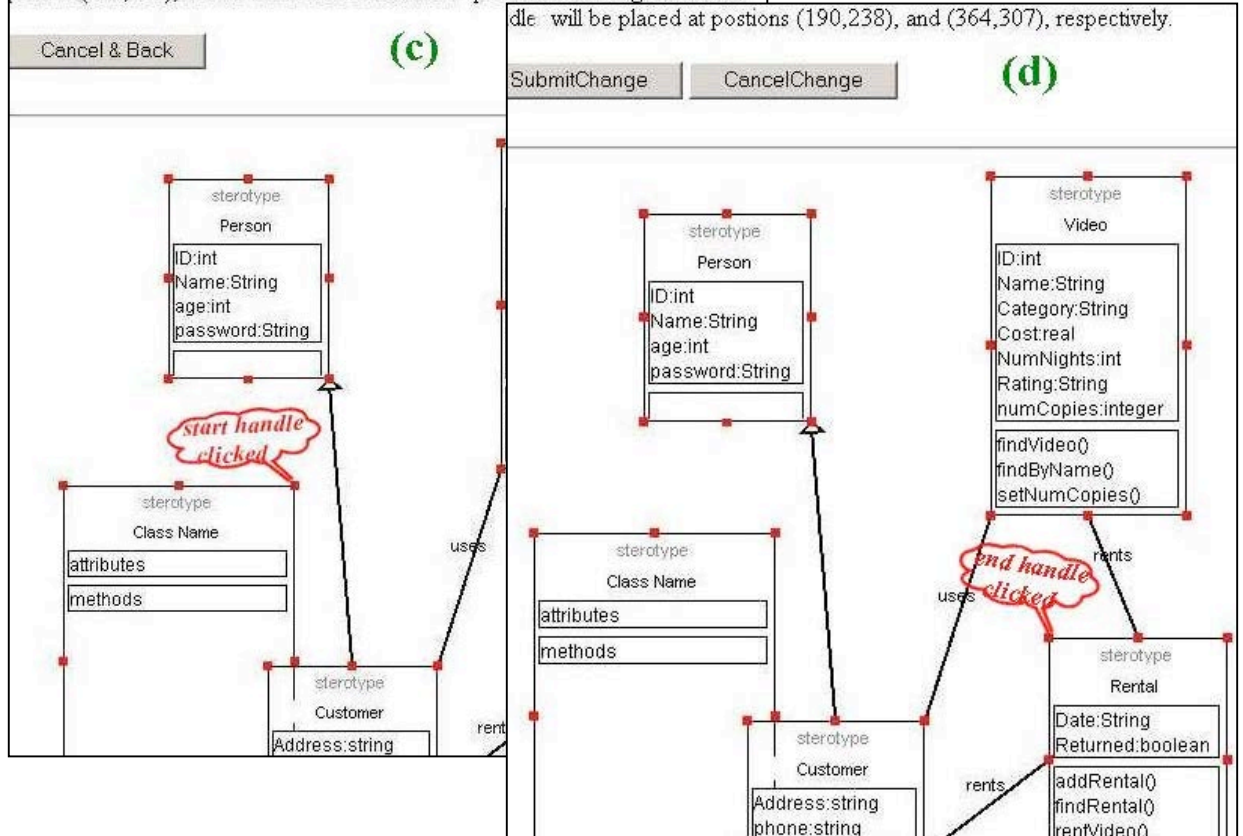 Cancel & Back
(c)
sterotype
Person
ID:int
Name:String
age:int
password:String
start handle
clicked
sterotype
Class Name
attributes
methods
uses
sterotype
Customer
rent
Address:string
dle will be placed at postions (190,238), and (364,307), respectively.
SubmitChange
CancelChange
(d)
sterotype
Person
ID:int
Name:String
age:int
password:String
sterotype
Video
ID:int
Name:String
Category:String
Cost:real
NumNights:int
Rating:String
numCopies:integer
findVideo()
findByName()
setNumCopies()
end handle
clicked
rents
uses
sterotype
Class Name
attributes
methods
sterotype
Rental
Date:String
Returned:boolean
addRental()
findRental()
rentVideo()
sterotype
Customer
rents
Address:string
phone:string